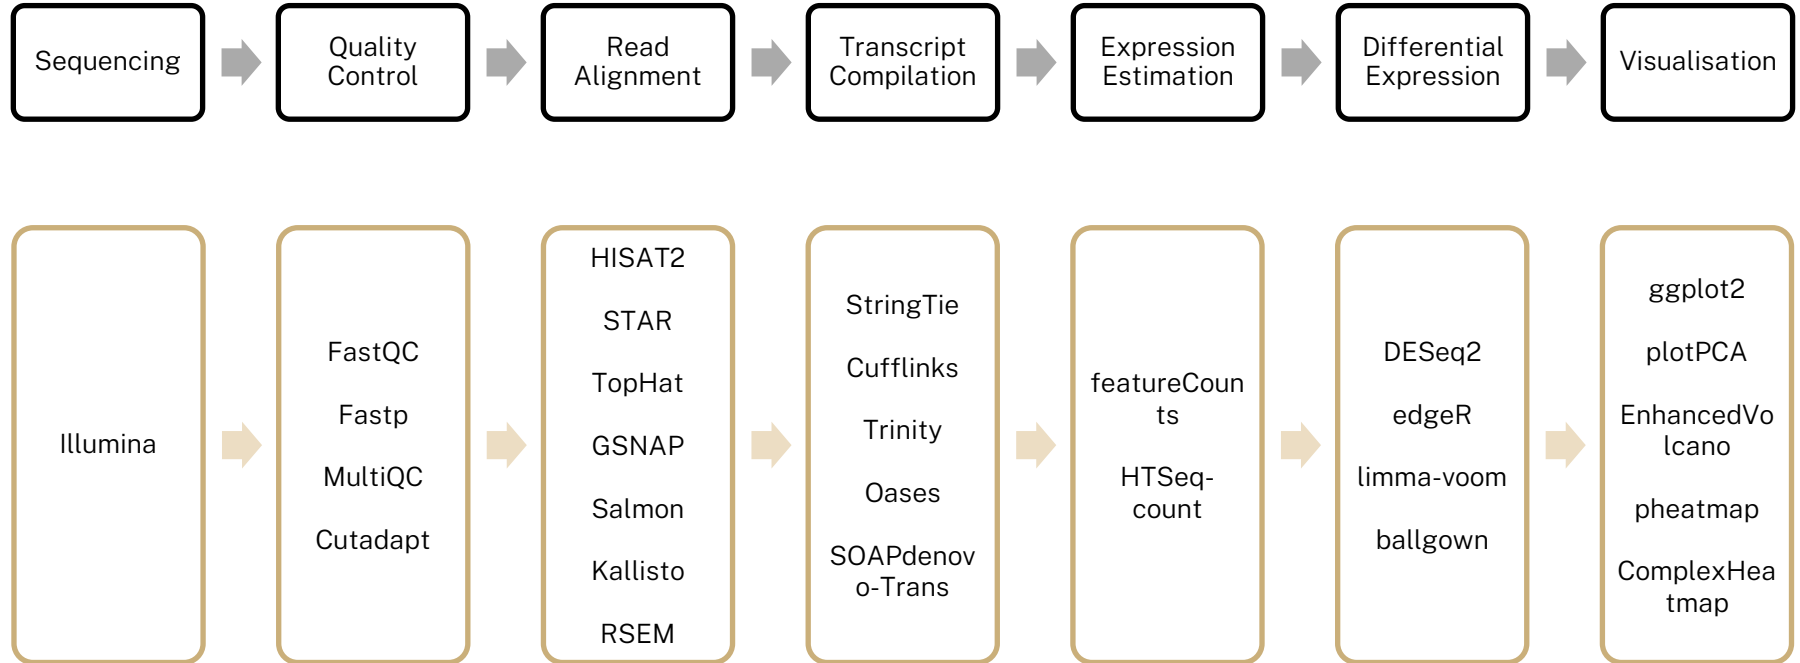 Sequencing
Quality
Control
Read
Alignment
Transcript
Compilation
Expression
Estimation
Differential
Expression
Visualisation
Illumina
FastQC
Fastp
MultiQC
Cutadapt
HISAT2
STAR
TopHat
GSNAP
Salmon
Kallisto
RSEM
StringTie
Cufflinks
Trinity
Oases
SOAPdenov
o-Trans
featureCoun
ts
HTSeq-
count
DESeq2
edgeR
limma-voom
ballgown
ggplot2
plotPCA
EnhancedVo
lcano
pheatmap
ComplexHea
tmap